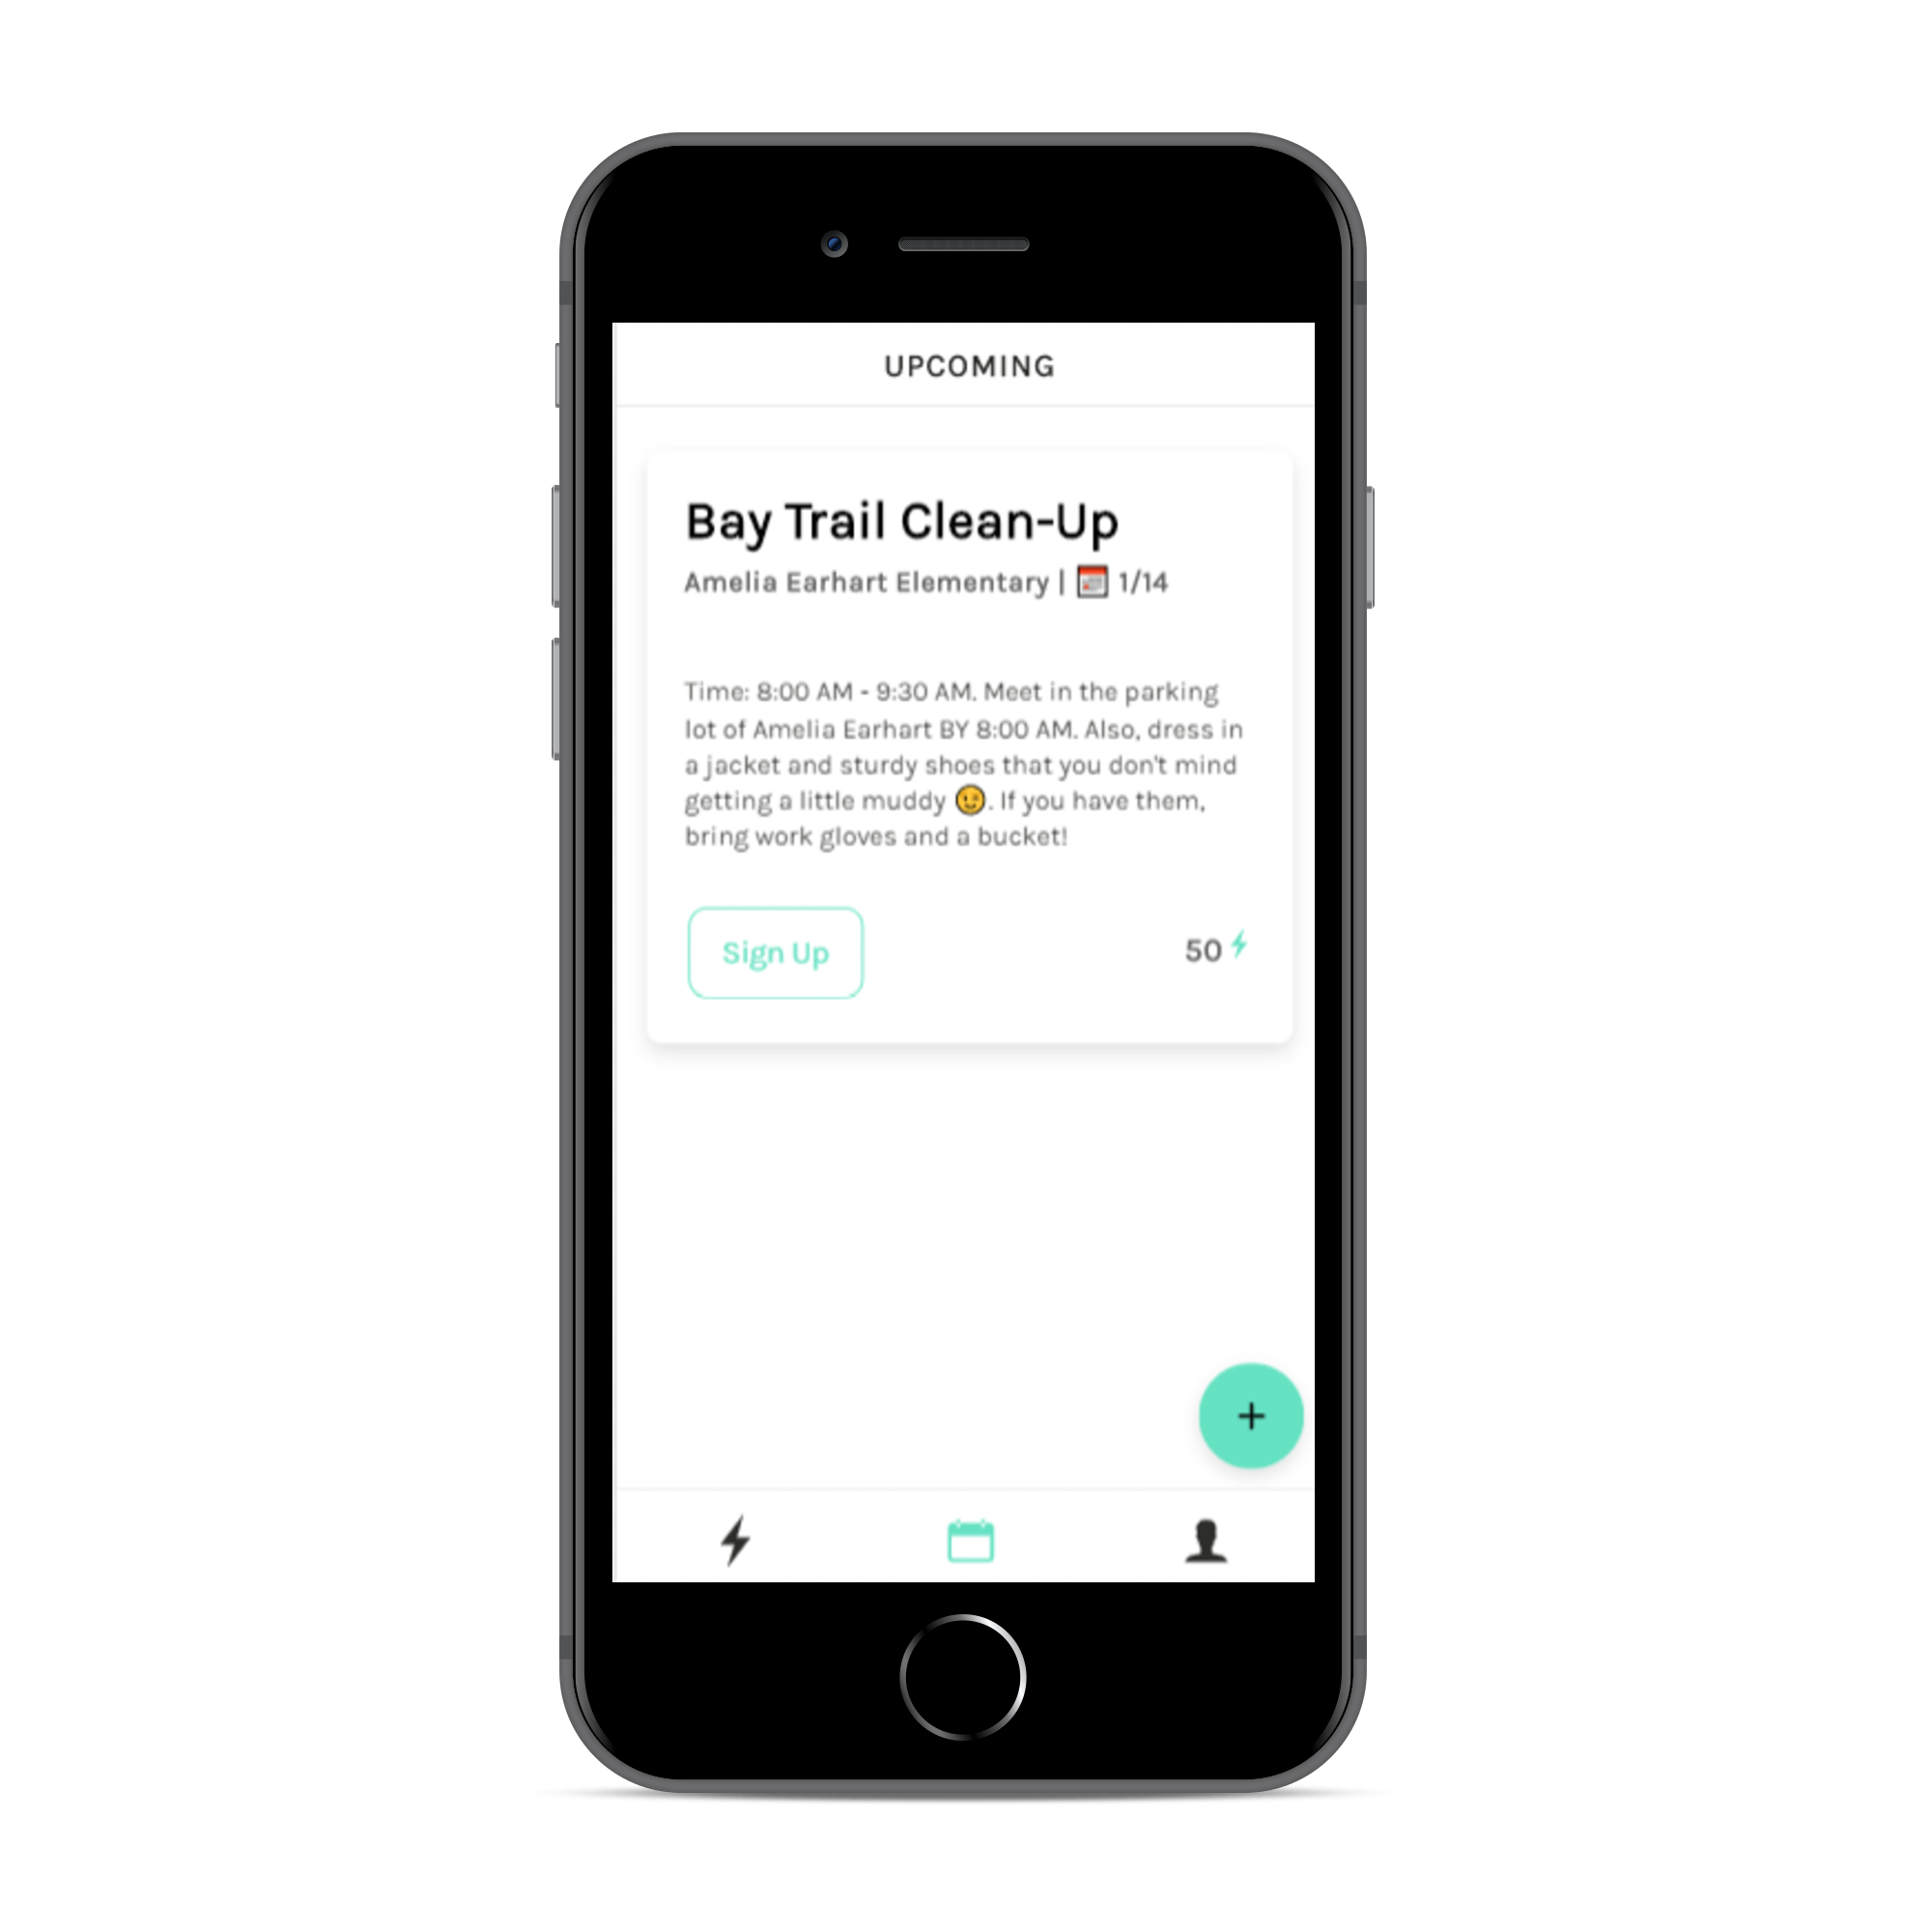 UPCOMING
Bay Trail Clean-Up
Amelia Earhart Elementary | 📅 1/14
Time: 8:00 AM - 9:30 AM. Meet in the parking
lot of Amelia Earhart BY 8:00 AM. Also, dress in
a jacket and sturdy shoes that you don't mind
getting a little muddy 😉. If you have them,
bring work gloves and a bucket!
Sign Up
50
+